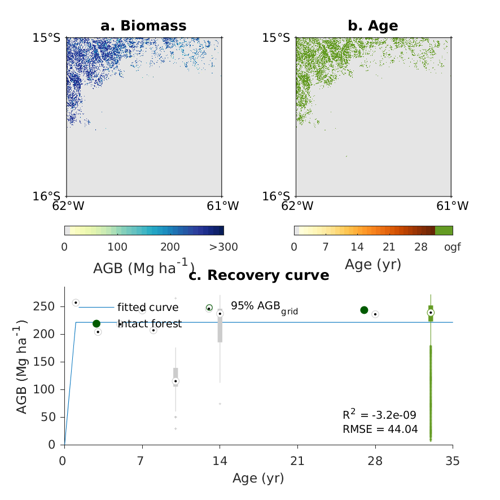 a. Biomass
b. Age
15°S
16°S
62°W
61°W
15°S
16°S
62°W
61°W
0 100 200 >300
AGB (Mg ha-1)
0 7 14 21 28 ogf
Age (yr)
c. Recovery curve
AGB (Mg ha-1)
250
200
150
100
50
0
0 7 14 21 28 35
Age (yr)
fitted curve
Intact forest
95% AGBgrid
R2 = -3.2e-09
RMSE = 44.04